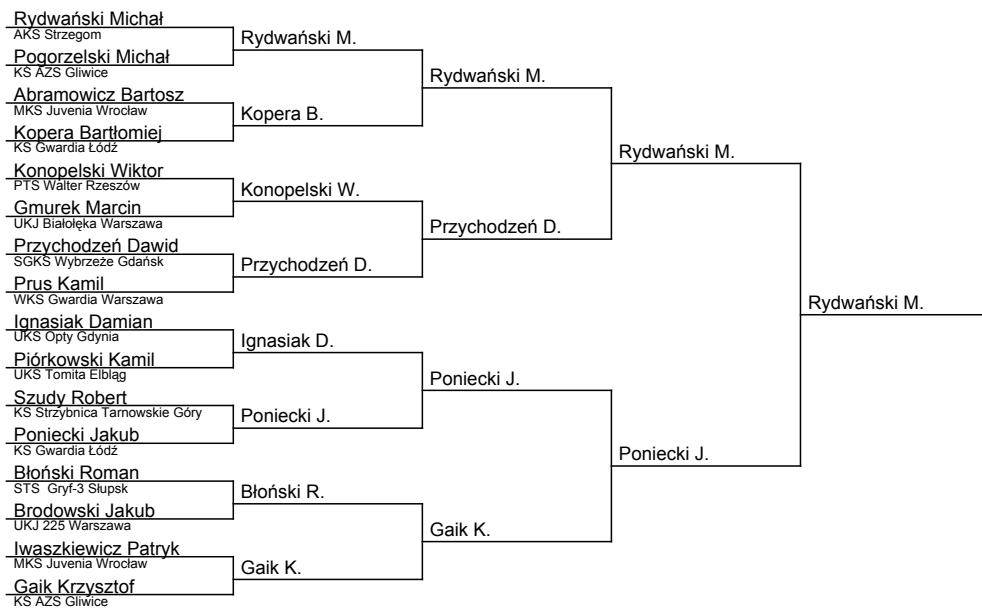 Rydwański Michał
AKS Strzegom
Pogorzelski Michał
KS AZS Gliwice
Abramowicz Bartosz
MKS Juvenia Wrocław
Kopera Bartłomiej
KS Gwardia Łódź
Konopelski Wiktor
PTS Walter Rzeszów
Gmurek Marcin
UKJ Białołęka Warszawa
Przychodzeń Dawid
SGKS Wybrzeże Gdańsk
Prus Kamil
WKS Gwardia Warszawa
Ignasiak Damian
UKS Opty Gdynia
Piórkowski Kamil
UKS Tomita Elbląg
Szudy Robert
KS Strzybnica Tarnowskie Góry
Poniecki Jakub
KS Gwardia Łódź
Błoński Roman
STS Gryf-3 Słupsk
Brodowski Jakub
UKJ 225 Warszawa
Iwaszkiewicz Patryk
MKS Juvenia Wrocław
Gaik Krzysztof
KS AZS Gliwice
Rydwański M.
Kopera B.
Konopelski W.
Przychodzeń D.
Ignasiak D.
Poniecki J.
Błoński R.
Gaik K.
Rydwański M.
Przychodzeń D.
Poniecki J.
Gaik K.
Rydwański M.
Poniecki J.
Rydwański M.